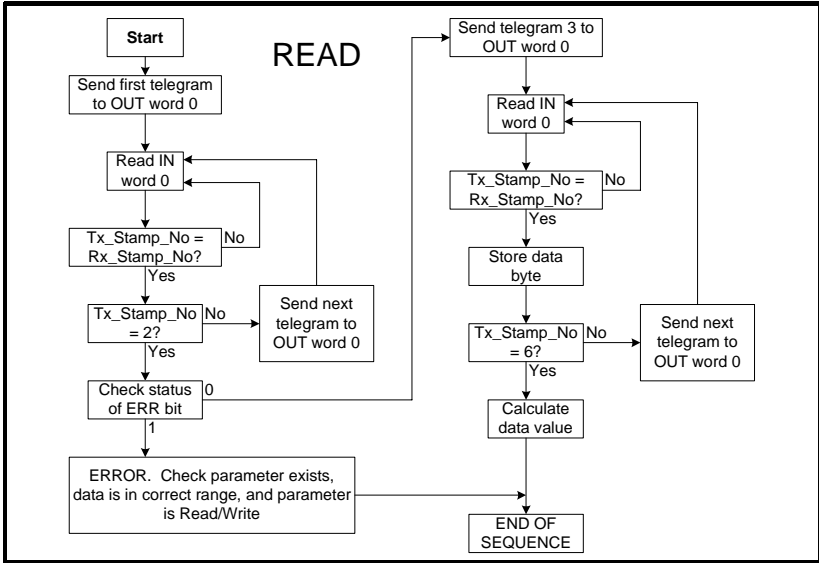 Start
READ
Send first telegram
to OUT word 0
Read IN
word 0
Tx_Stamp_No =
Rx_Stamp_No?
No
Yes
Tx_Stamp_No
= 2?
No
Yes
Send next
telegram to
OUT word 0
Check status
of ERR bit
0
1
ERROR. Check parameter exists,
data is in correct range, and parameter
is Read/Write
Send telegram 3 to
OUT word 0
Read IN
word 0
Tx_Stamp_No =
Rx_Stamp_No?
No
Yes
Store data
byte
Tx_Stamp_No
= 6?
No
Yes
Send next
telegram to
OUT word 0
Calculate
data value
END OF
SEQUENCE